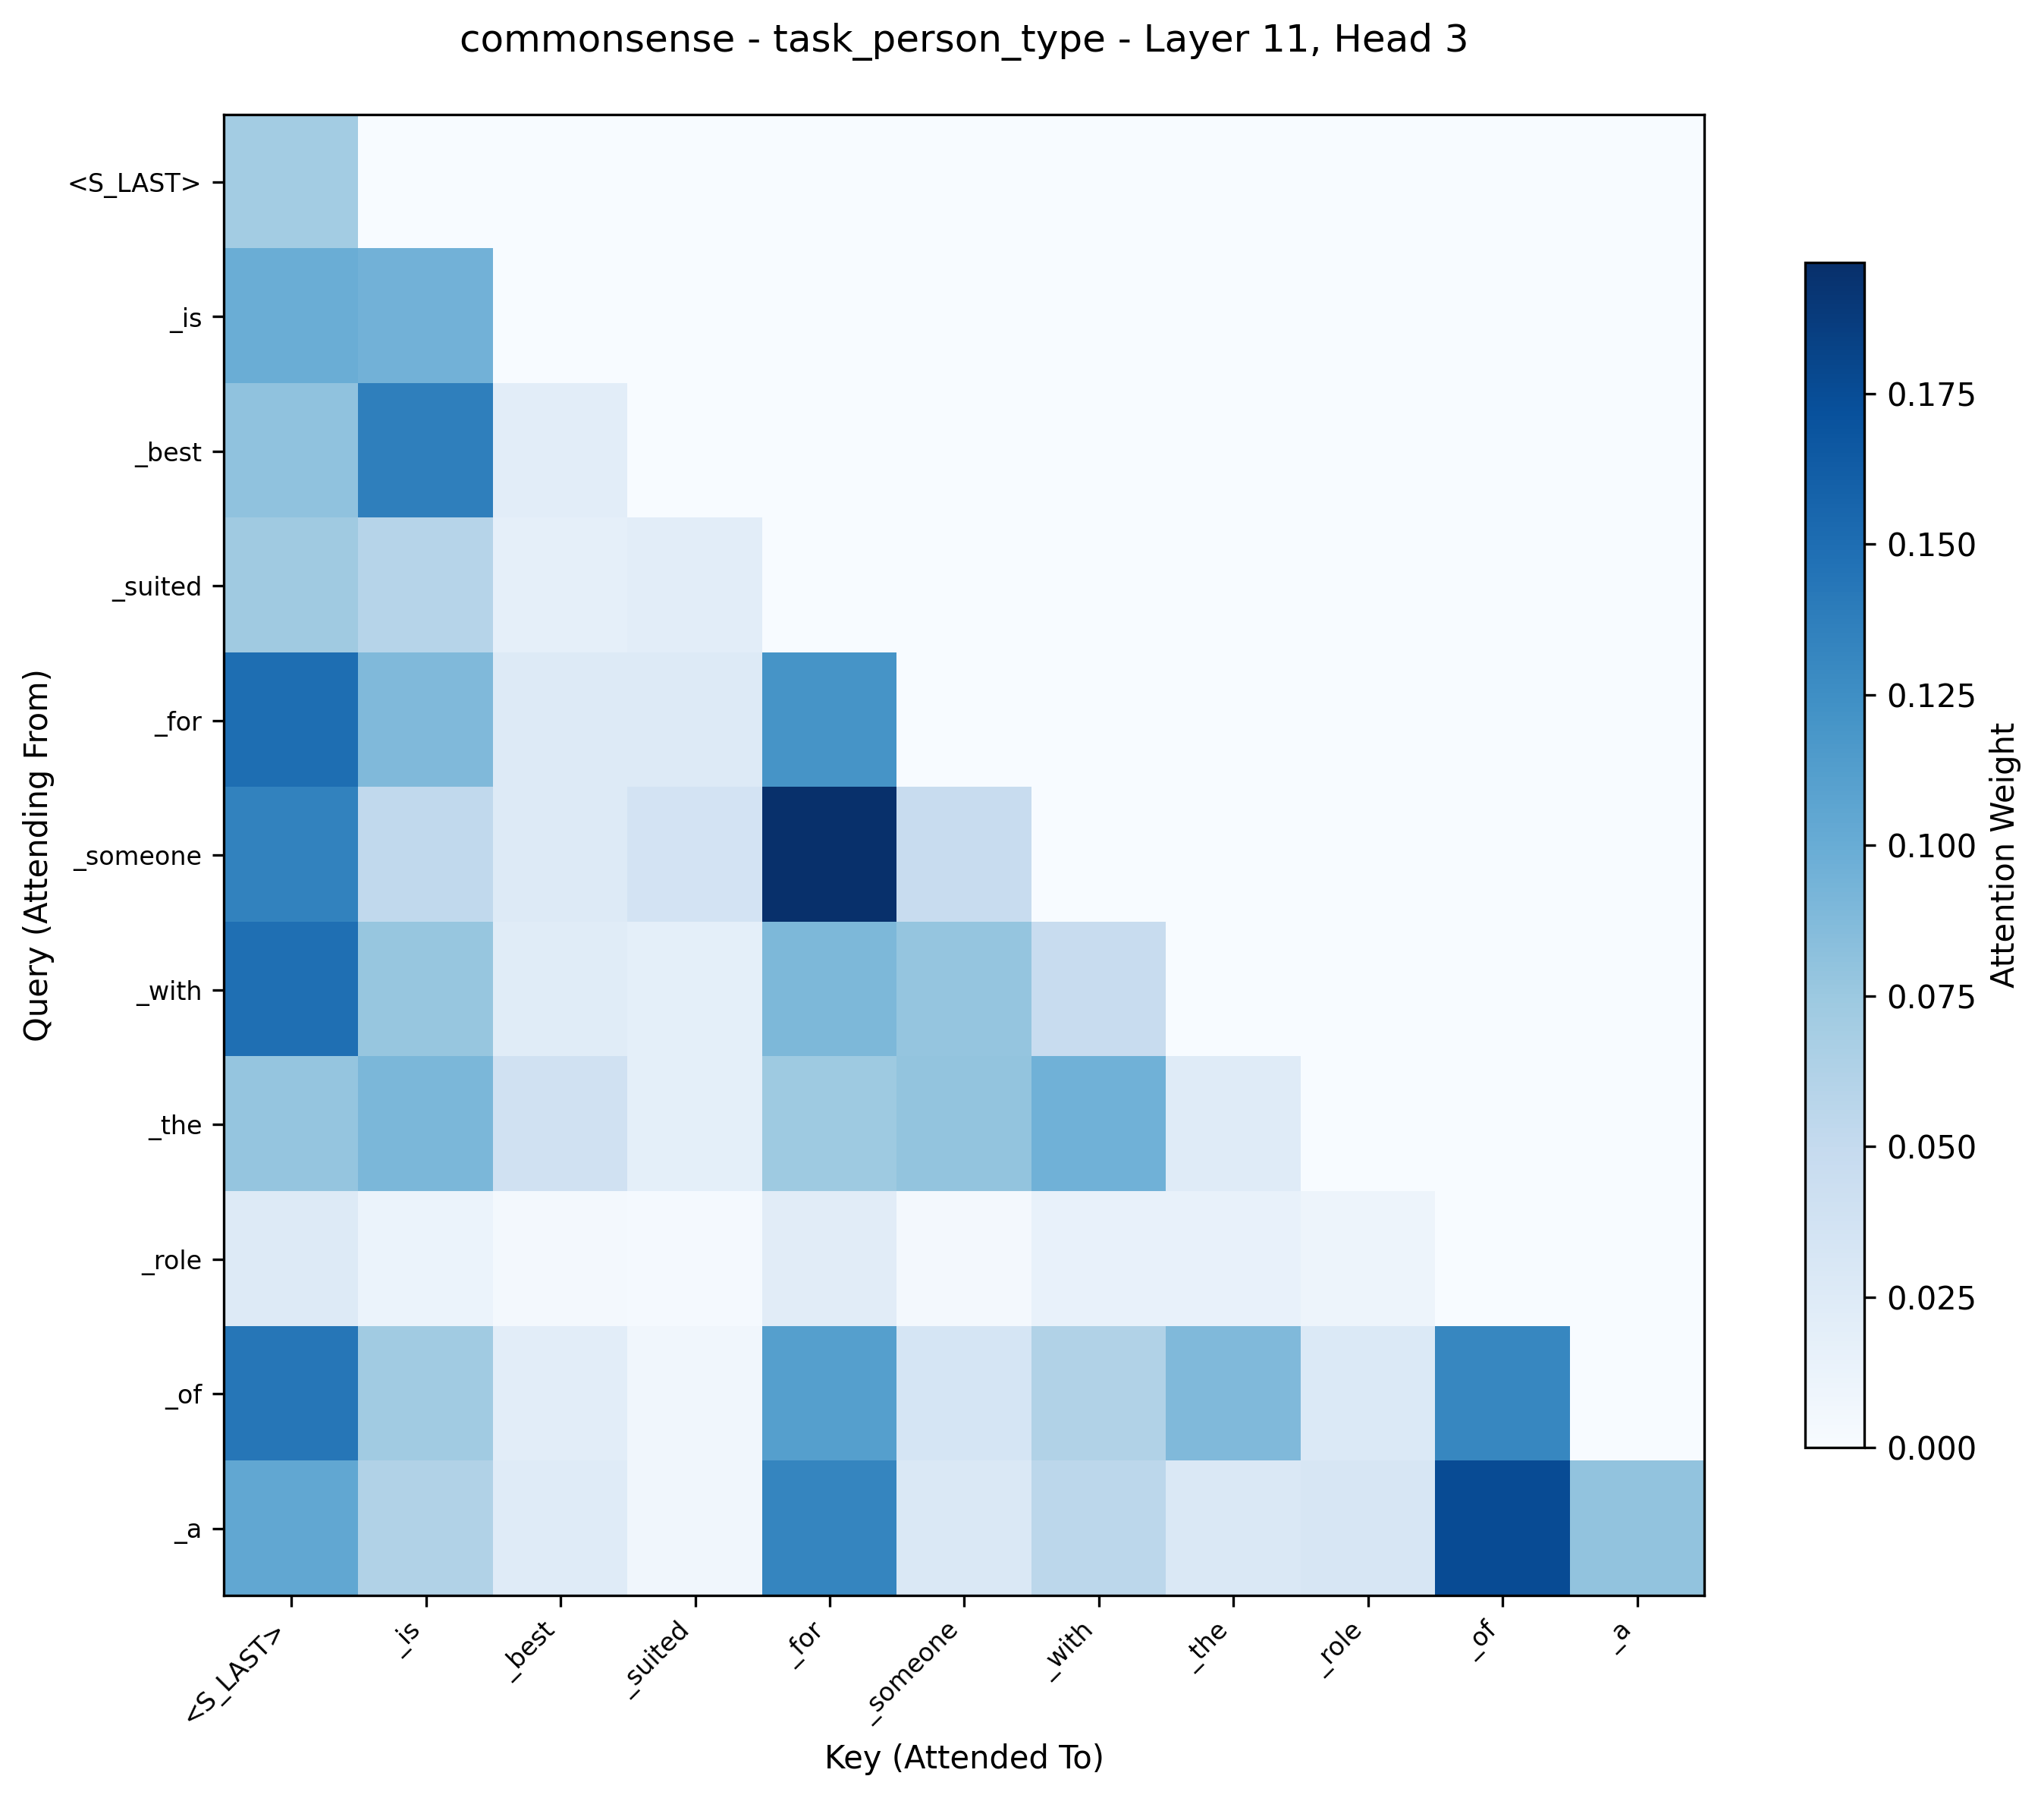 commonsense - task_person_type - Layer 11, Head 3
Query (Attending From)
<S_LAST>
_is
_best
_suited
_for
_someone
_with
_the
_role
_of
_a
<S_LAST>
_is
_best
_suited
_for
_someone
_with
_the
_role
_of
_a
Key (Attended To)
0.175
0.150
0.125
0.100
0.075
0.050
0.025
0.000
Attention Weight